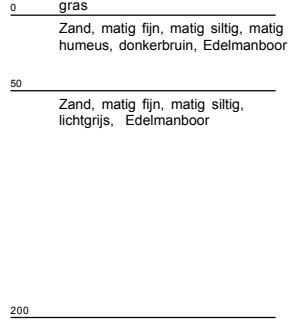 0 gras
Zand, matig fijn, matig siltig, matig
humeus, donkerbruin, Edelmanboor
50
Zand, matig fijn, matig siltig,
lichtgrijs, Edelmanboor
200